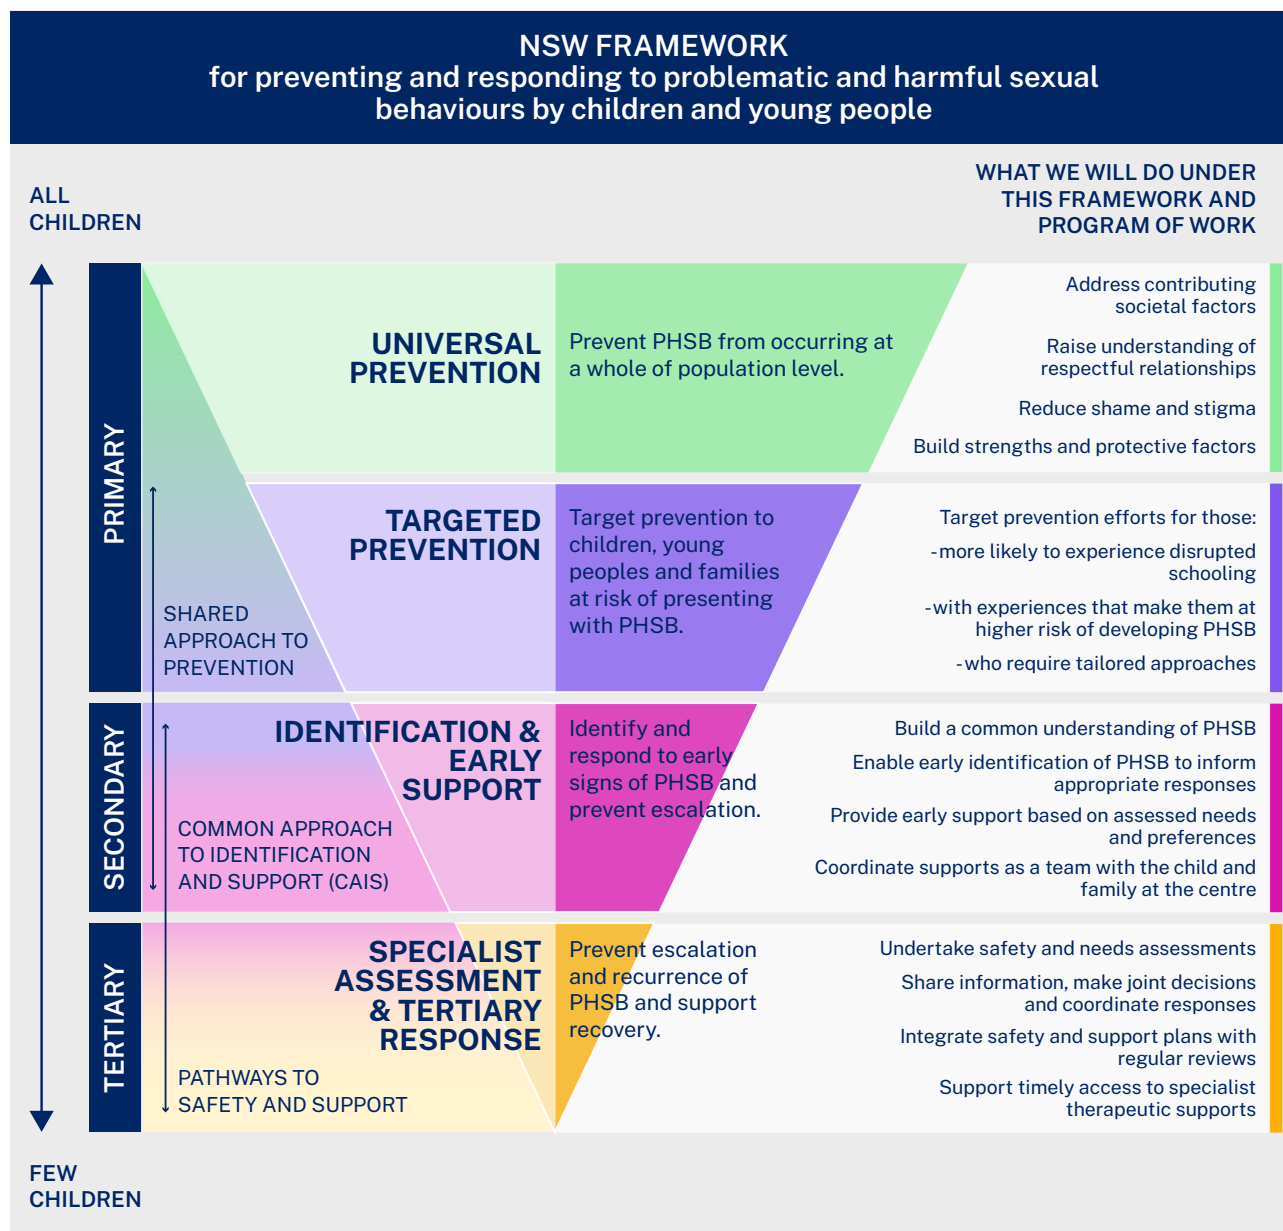 NSW FRAMEWORK
for preventing and responding to problematic and harmful sexual
behaviours by children and young people
ALL
CHILDREN
WHAT WE WILL DO UNDER
THIS FRAMEWORK AND
PROGRAM OF WORK
PRIMARY
UNIVERSAL
PREVENTION
Prevent PHSB from occurring at
a whole of population level.
Address contributing
societal factors
Raise understanding of
respectful relationships
Reduce shame and stigma
Build strengths and protective factors
TARGETED
PREVENTION
Target prevention to
children, young
peoples and families
at risk of presenting
with PHSB.
Target prevention efforts for those:
-more likely to experience disrupted
schooling
-with experiences that make them at
higher risk of developing PHSB
-who require tailored approaches
SHARED
APPROACH TO
PREVENTION
SECONDARY
IDENTIFICATION &
EARLY
SUPPORT
Identify and
respond to early
signs of PHSB and
prevent escalation.
Build a common understanding of PHSB
Enable early identification of PHSB to inform
appropriate responses
Provide early support based on assessed needs
and preferences
Coordinate supports as a team with the child and
family at the centre
COMMON APPROACH
TO IDENTIFICATION
AND SUPPORT (CAIS)
TERTIARY
SPECIALIST
ASSESSMENT
& TERTIARY
RESPONSE
Prevent escalation
and recurrence of
PHSB and support
recovery.
Undertake safety and needs assessments
Share information, make joint decisions
and coordinate responses
Integrate safety and support plans with
regular reviews
Support timely access to specialist
therapeutic supports
PATHWAYS TO
SAFETY AND SUPPORT
FEW
CHILDREN